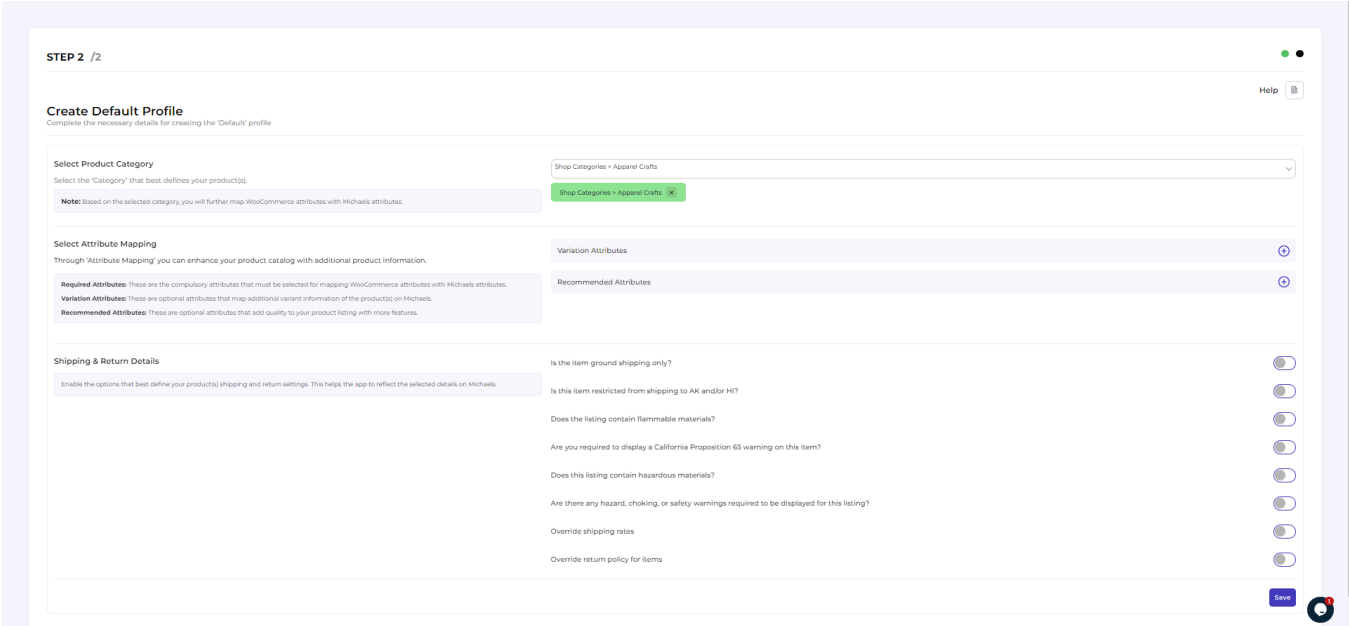 STEP 2 /2
Help
Create Default Profile
Complete the necessary details for creating the 'Default' profile
Select Product Category
Select the 'Category' that best defines your product(s).
Note: Based on the selected category, you will further map WooCommerce attributes with Michaels attributes.
Shop Categories > Apparel Crafts
Shop Categories > Apparel Crafts
Select Attribute Mapping
Through 'Attribute Mapping' you can enhance your product catalog with additional product information.
Required Attributes: These are the compulsory attributes that must be selected for mapping WooCommerce attributes with Michaels attributes.
Variation Attributes: These are optional attributes that map additional variant information of the product(s) on Michaels.
Recommended Attributes: These are optional attributes that add quality to your product listing with more features.
Variation Attributes
Recommended Attributes
Shipping & Return Details
Enable the options that best define your product(s) shipping and return settings. This helps the app to reflect the selected details on Michaels.
Is the item ground shipping only?
Is this item restricted from shipping to AK and/or HI?
Does the listing contain flammable materials?
Are you required to display a California Proposition 65 warning on this item?
Does this listing contain hazardous materials?
Are there any hazard, choking, or safety warnings required to be displayed for this listing?
Override shipping rates
Override return policy for items
Save
1